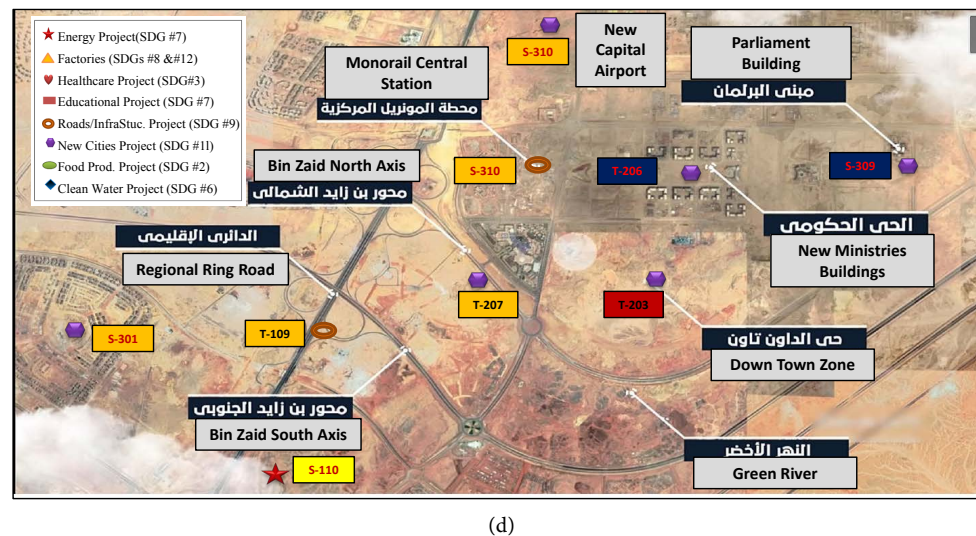 Energy Project(SDG #7)
Factories (SDGs #8 &#12)
Healthcare Project (SDG#3)
Educational Project (SDG #7)
Roads/InfraStuc. Project (SDG #9)
New Cities Project (SDG #11)
Food Prod. Project (SDG #2)
Clean Water Project (SDG #6)
S-310
New
Capital
Airport
Parliament
Building
مبنى البرلمان
Monorail Central
Station
محطة المونريل المركزية
Bin Zaid North Axis
محور بن زايد الشمالى
S-310
T-206
S-309
الحى الحكومى
New Ministries
Buildings
الدائرى الإقليمى
Regional Ring Road
T-207
T-203
S-301
T-109
حى الداون تاون
Down Town Zone
محور بن زايد الجنوبى
Bin Zaid South Axis
S-110
النهر الأخضر
Green River
(d)